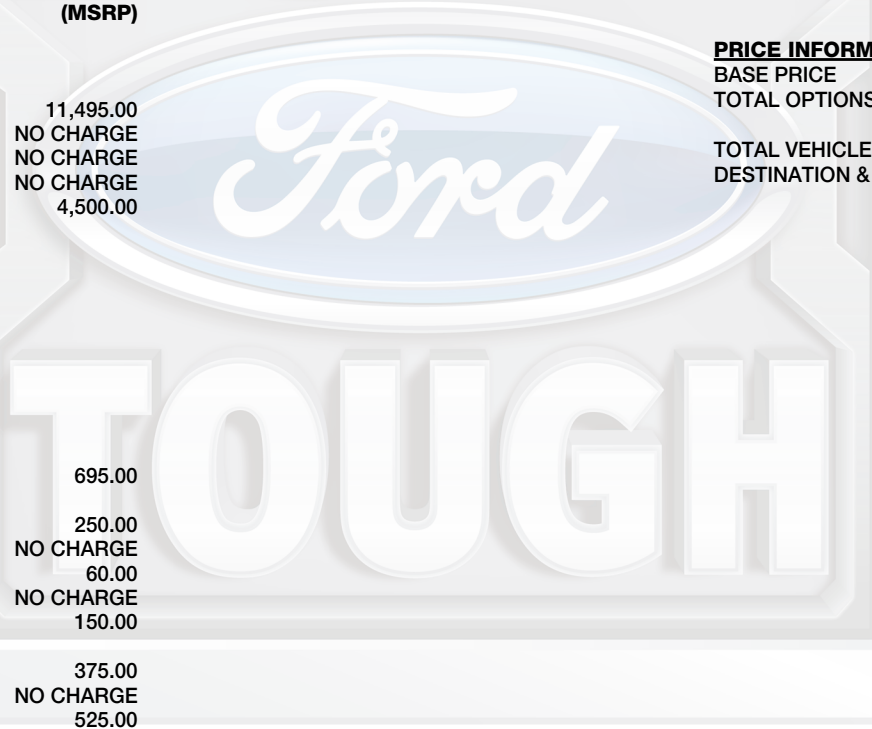 (MSRP)
11,495.00
NO CHARGE
NO CHARGE
NO CHARGE
4,500.00
695.00
250.00
NO CHARGE
60.00
NO CHARGE
150.00
375.00
NO CHARGE
525.00
PRICE INFORM
BASE PRICE
TOTAL OPTIONS
TOTAL VEHICLE
DESTINATION &
Ford
TOUGH